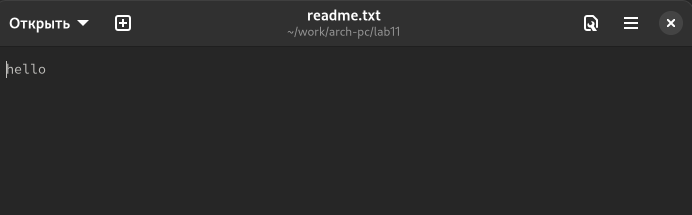 Открыть
readme.txt
~/work/arch-pc/lab11
hello